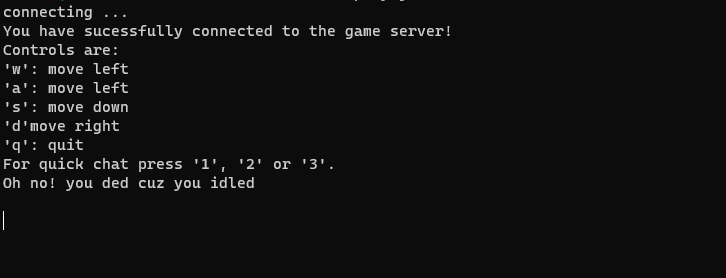 connecting ...
You have sucessfully connected to the game server!
Controls are:
'w': move left
'a': move left
's': move down
'd'move right
'q': quit
For quick chat press '1', '2' or '3'.
Oh no! you ded cuz you idled